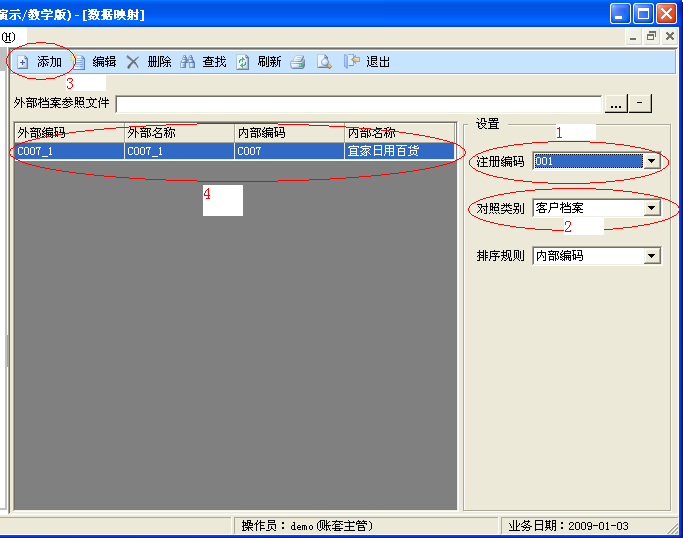 演示/教学版) - [数据映射]
(H)
添加 编辑 删除 查找 刷新 退出
3
外部档案参照文件 ... -
设置
1
外部编码 外部名称 内部编码 内部名称
C007_1 C007_1 C007 宜家日用百货
注册编码 001
4
对照类别 客户档案
2
排序规则 内部编码
操作员：demo(账套主管) 业务日期：2009-01-03